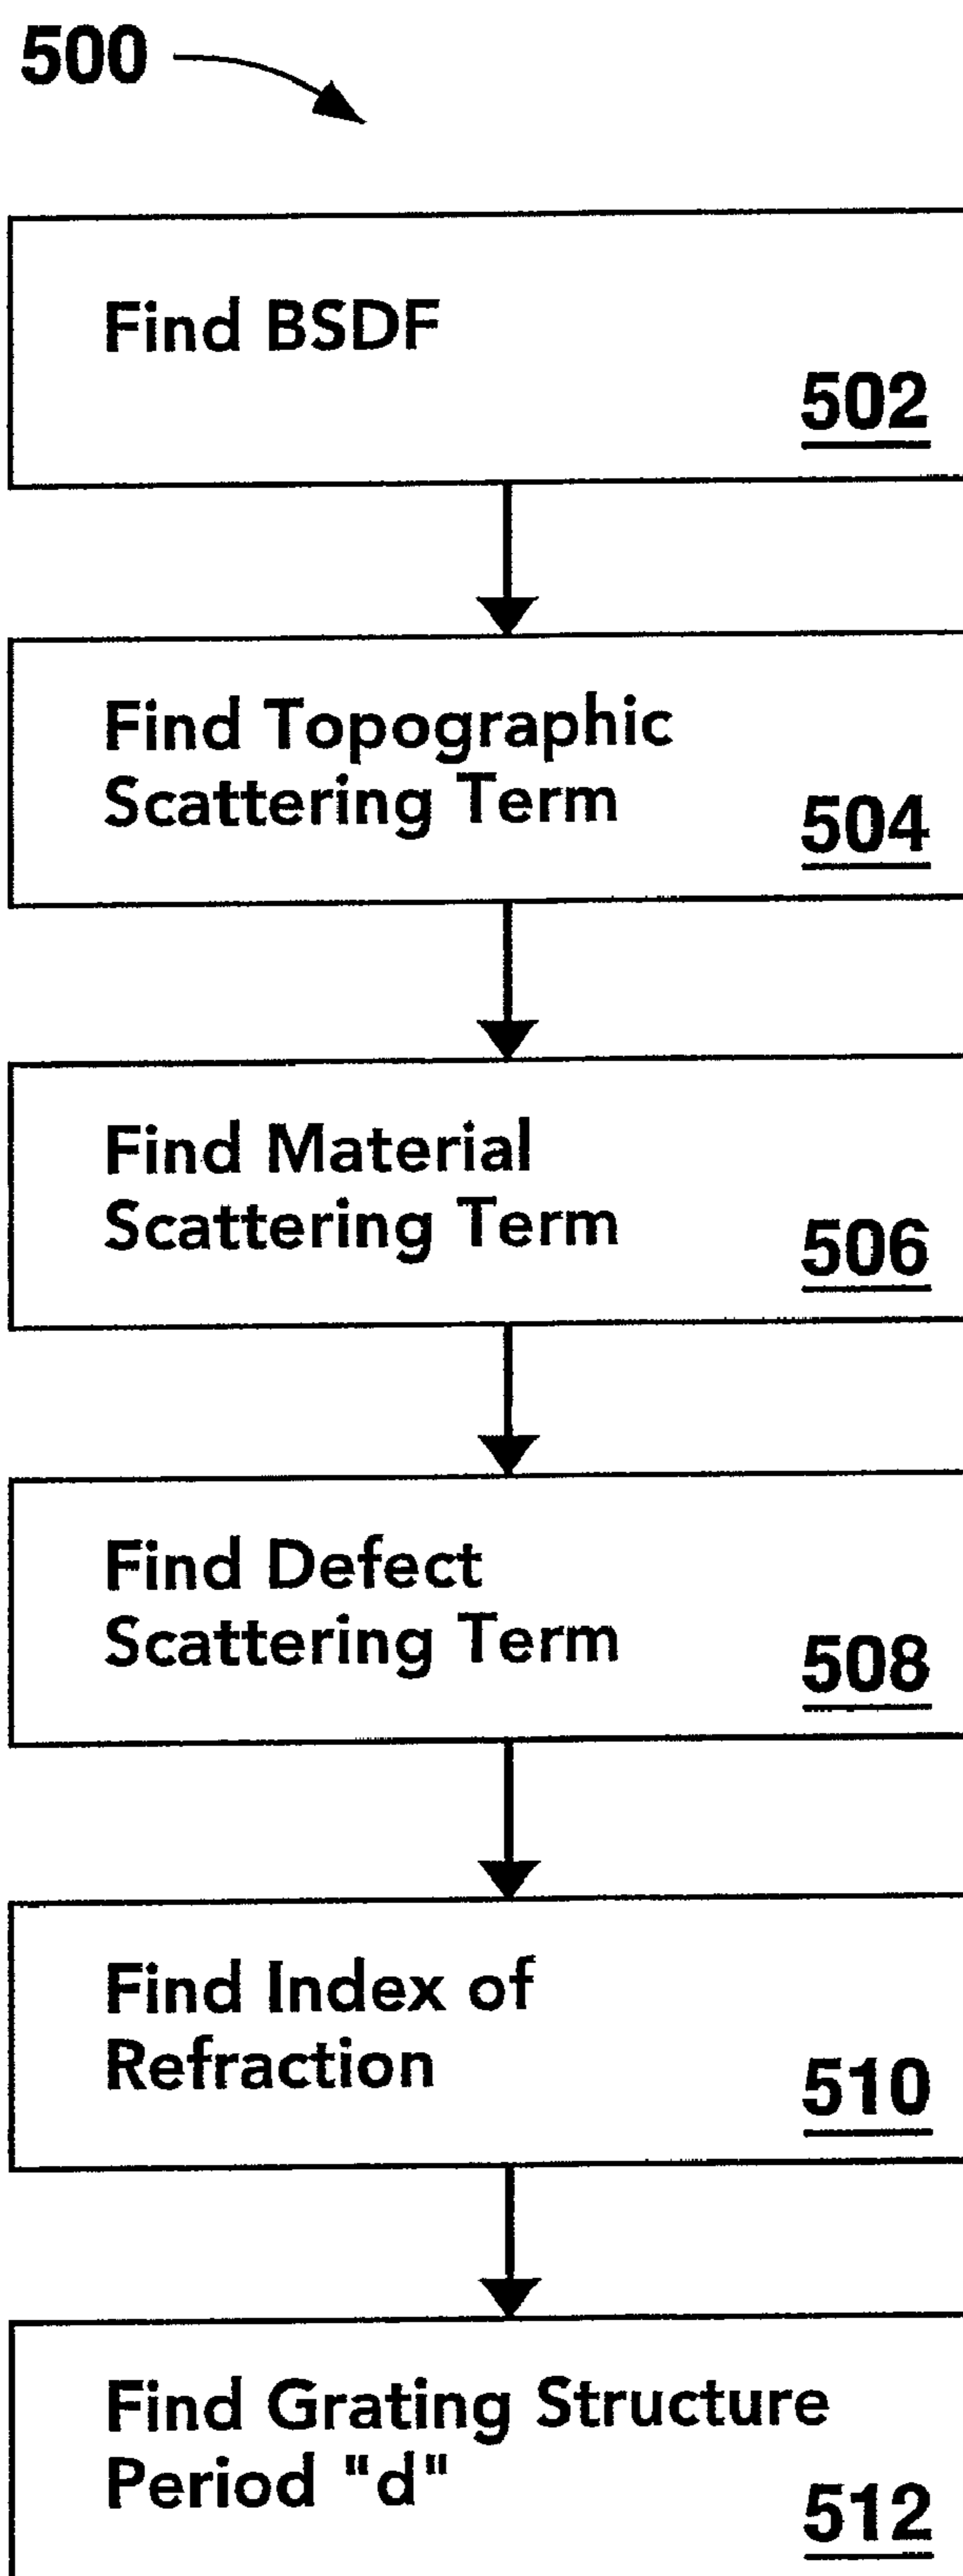 500
Find BSDF
502
Find Topographic
Scattering Term
504
Find Material
Scattering Term
506
Find Defect
Scattering Term
508
Find Index of
Refraction
510
Find Grating Structure
Period "d"
512